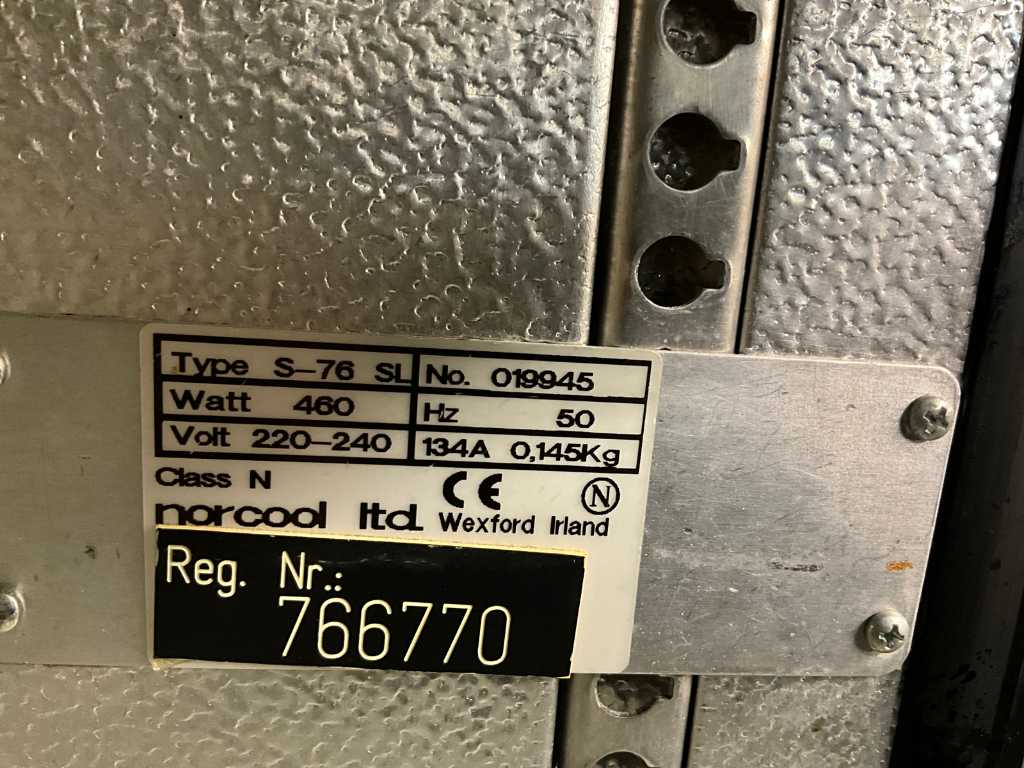 Type S-76 SL No. 019945
Watt 460 Hz 50
Volt 220-240 134A 0,145Kg
Class N CE N
norcool ltd. Wexford Irland
Reg. Nr.:
766770